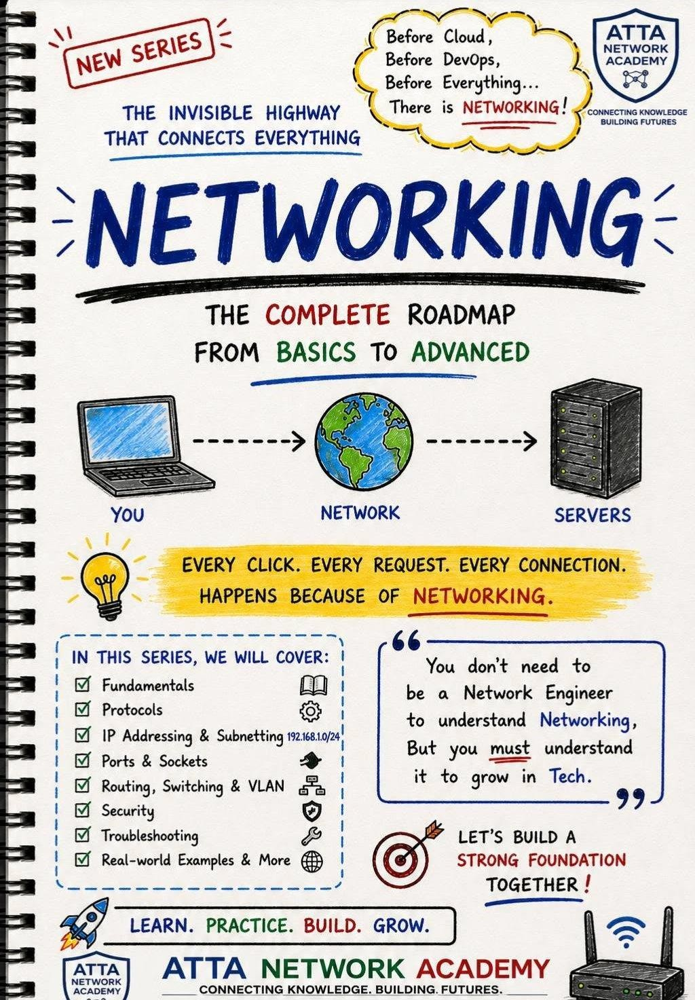 NEW SERIES
Before Cloud,
Before DevOps,
Before Everything...
There is NETWORKING!
ATTA
NETWORK
ACADEMY
CONNECTING KNOWLEDGE
BUILDING FUTURES
THE INVISIBLE HIGHWAY
THAT CONNECTS EVERYTHING
NETWORKING
THE COMPLETE ROADMAP
FROM BASICS TO ADVANCED
YOU
NETWORK
SERVERS
EVERY CLICK. EVERY REQUEST. EVERY CONNECTION.
HAPPENS BECAUSE OF NETWORKING.
IN THIS SERIES, WE WILL COVER:
Fundamentals
Protocols
IP Addressing & Subnetting 192.168.1.0/24
Ports & Sockets
Routing, Switching & VLAN
Security
Troubleshooting
Real-world Examples & More
“You don't need to
be a Network Engineer
to understand Networking,
But you must understand
it to grow in Tech.”
LET'S BUILD A
STRONG FOUNDATION
TOGETHER!
LEARN. PRACTICE. BUILD. GROW.
ATTA
NETWORK
ACADEMY
ATTA NETWORK ACADEMY
CONNECTING KNOWLEDGE. BUILDING. FUTURES.